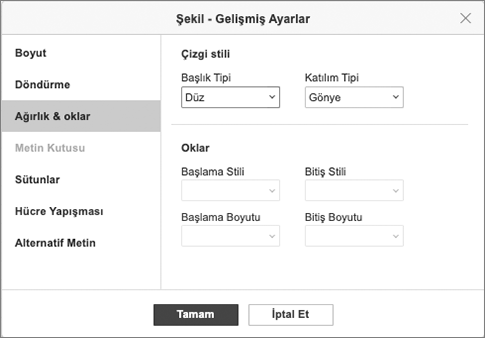 Şekil - Gelişmiş Ayarlar
Boyut
Döndürme
Ağırlık & oklar
Metin Kutusu
Sütunlar
Hücre Yapışması
Alternatif Metin
Çizgi stili
Başlık Tipi Katılım Tipi
Düz Gönye
Oklar
Başlama Stili Bitiş Stili
Başlama Boyutu Bitiş Boyutu
Tamam İptal Et